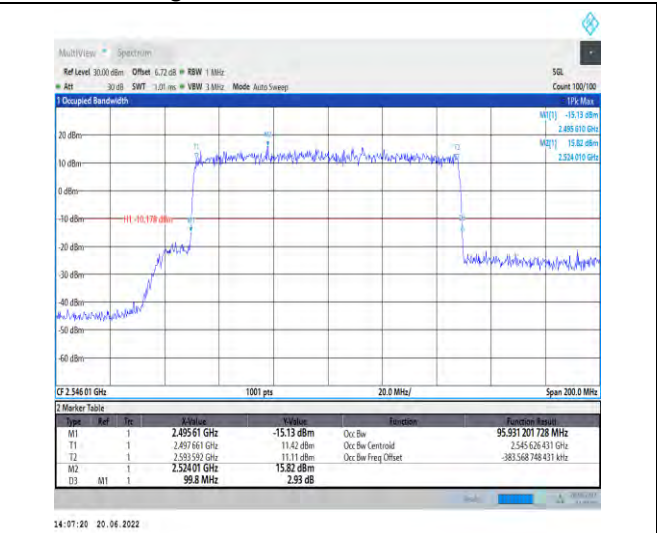 MultiView Spectrum
Ref Level 30.00 dBm Offset 6.72 dB RBW 1 MHz SGL
Att 30 dB SWT 1.01 ms VBW 3 MHz Mode Auto Sweep Count 100/100
1 Occupied Bandwidth 1Pk Max
M1[1] -15.13 dBm
2.495 610 GHz
M2[1] 15.82 dBm
2.524 010 GHz
20 dBm
M2
T1
T2
10 dBm
0 dBm
-10 dBm H1 -10.178 dBm
-20 dBm
-30 dBm
-40 dBm
-50 dBm
-60 dBm
CF 2.546 01 GHz 1001 pts 20.0 MHz/ Span 200.0 MHz
2 Marker Table
Type Ref Trc X-Value Y-Value Function Function Result
M1 1 2.495 61 GHz -15.13 dBm Occ Bw 95.931 201 728 MHz
T1 1 2.497 661 GHz 11.42 dBm Occ Bw Centroid 2.545 626 431 GHz
T2 1 2.593 592 GHz 11.11 dBm Occ Bw Freq Offset -383.568 748 431 kHz
M2 1 2.524 01 GHz 15.82 dBm
D3 M1 1 99.8 MHz 2.93 dB
14:07:20 20.06.2022